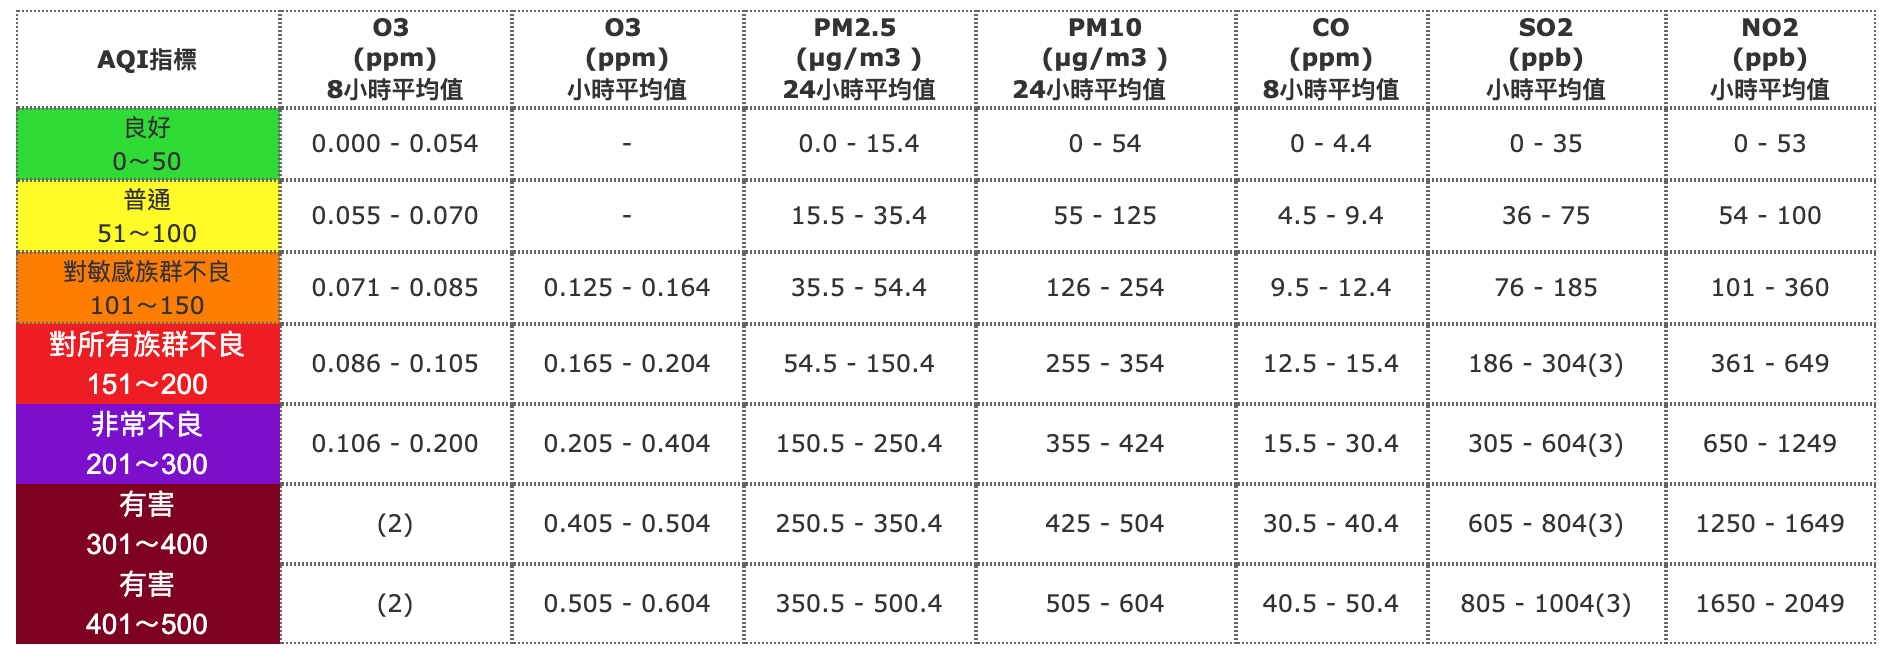 AQI指標
O3
(ppm)
8小時平均值
O3
(ppm)
小時平均值
PM2.5
(μg/m3 )
24小時平均值
PM10
(μg/m3 )
24小時平均值
CO
(ppm)
8小時平均值
SO2
(ppb)
小時平均值
NO2
(ppb)
小時平均值
良好
0～50
0.000 - 0.054
-
0.0 - 15.4
0 - 54
0 - 4.4
0 - 35
0 - 53
普通
51～100
0.055 - 0.070
-
15.5 - 35.4
55 - 125
4.5 - 9.4
36 - 75
54 - 100
對敏感族群不良
101～150
0.071 - 0.085
0.125 - 0.164
35.5 - 54.4
126 - 254
9.5 - 12.4
76 - 185
101 - 360
對所有族群不良
151～200
0.086 - 0.105
0.165 - 0.204
54.5 - 150.4
255 - 354
12.5 - 15.4
186 - 304(3)
361 - 649
非常不良
201～300
0.106 - 0.200
0.205 - 0.404
150.5 - 250.4
355 - 424
15.5 - 30.4
305 - 604(3)
650 - 1249
有害
301～400
(2)
0.405 - 0.504
250.5 - 350.4
425 - 504
30.5 - 40.4
605 - 804(3)
1250 - 1649
有害
401～500
(2)
0.505 - 0.604
350.5 - 500.4
505 - 604
40.5 - 50.4
805 - 1004(3)
1650 - 2049